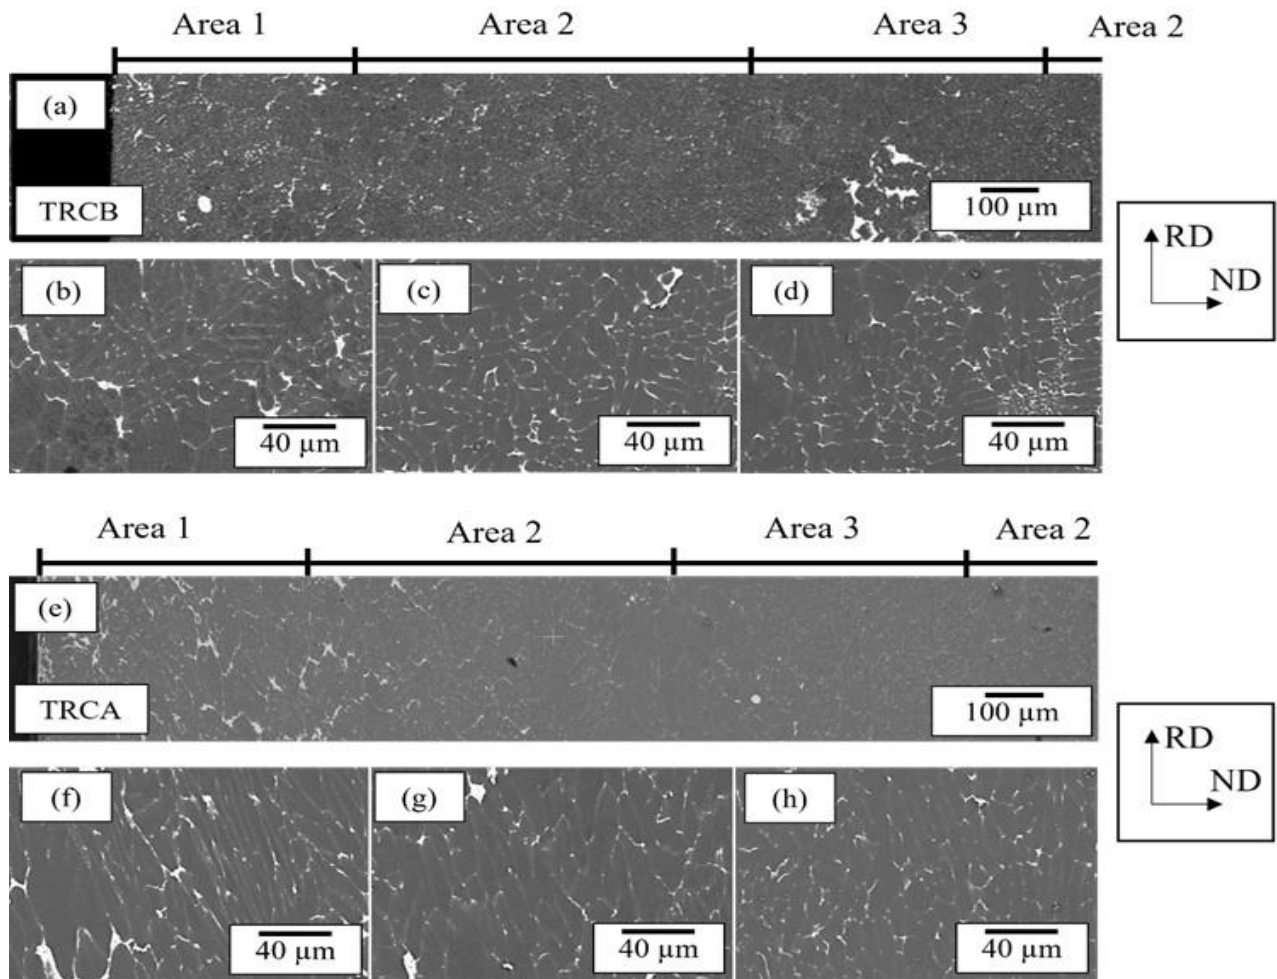 Area 1 Area 2 Area 3 Area 2
(a)
TRCB
100 µm
RD
ND
(b) (c) (d)
40 µm 40 µm 40 µm
Area 1 Area 2 Area 3 Area 2
(e)
TRCA
100 µm
RD
ND
(f) (g) (h)
40 µm 40 µm 40 µm